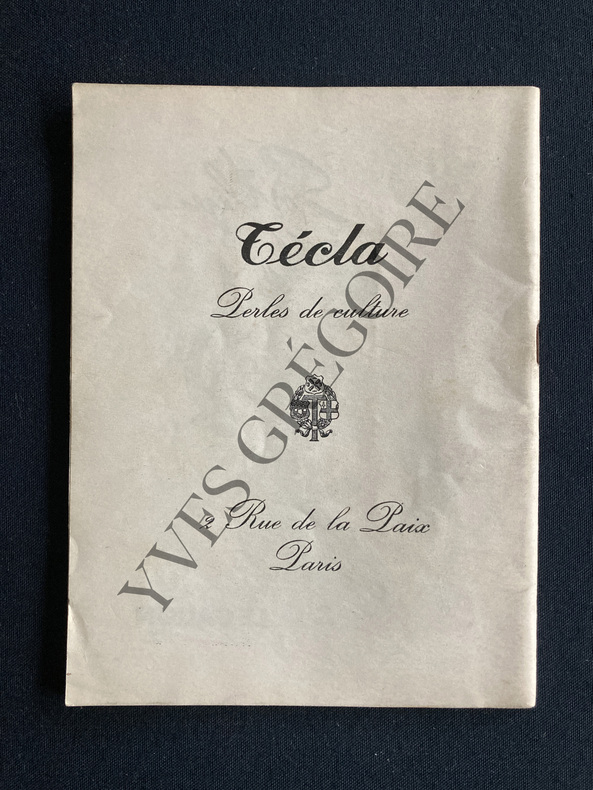 Técla
Perles de culture
2 Rue de la Paix
Paris
YVES GRÉGOIRE